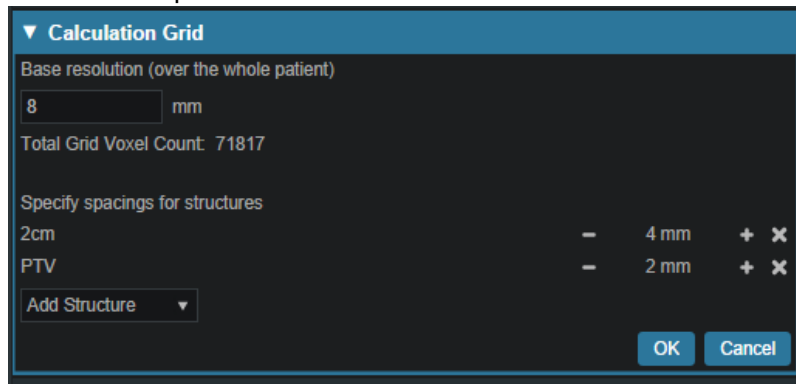 ▼ Calculation Grid
Base resolution (over the whole patient)
8 mm
Total Grid Voxel Count: 71817
Specify spacings for structures
2cm − 4 mm + ×
PTV − 2 mm + ×
Add Structure ▼
OK Cancel